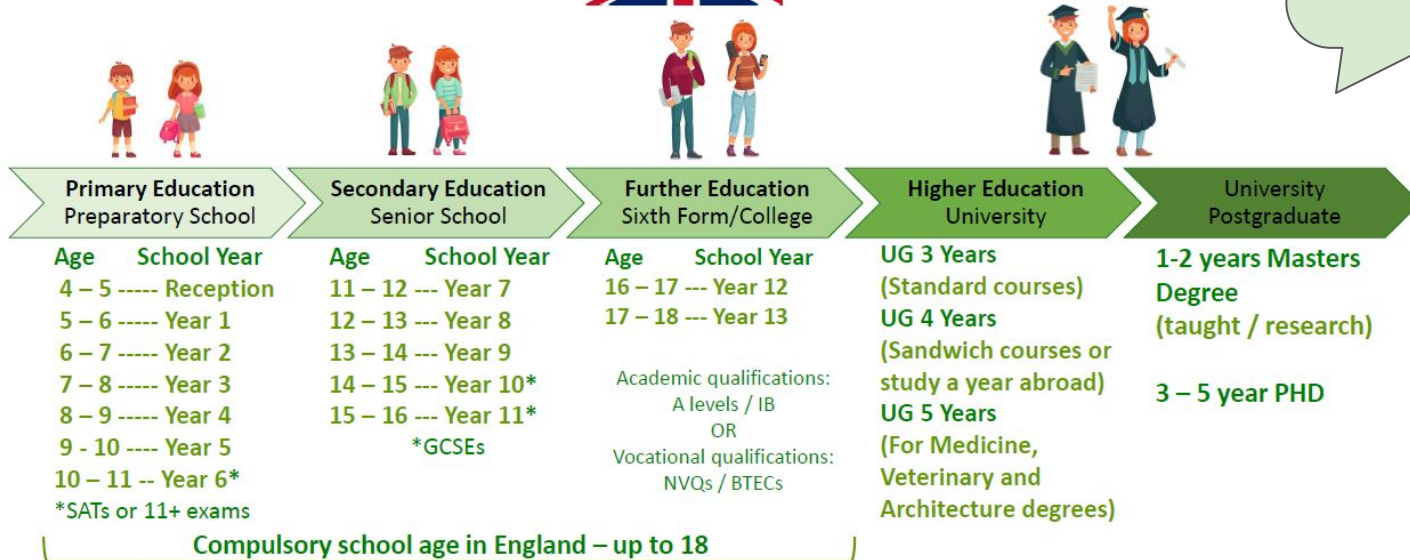 Primary Education
Preparatory School
Age School Year
4 – 5 ----- Reception
5 – 6 ----- Year 1
6 – 7 ----- Year 2
7 – 8 ----- Year 3
8 – 9 ----- Year 4
9 - 10 ---- Year 5
10 – 11 -- Year 6*
*SATs or 11+ exams
Secondary Education
Senior School
Age School Year
11 – 12 --- Year 7
12 – 13 --- Year 8
13 – 14 --- Year 9
14 – 15 --- Year 10*
15 – 16 --- Year 11*
*GCSEs
Further Education
Sixth Form/College
Age School Year
16 – 17 --- Year 12
17 – 18 --- Year 13
Academic qualifications:
A levels / IB
OR
Vocational qualifications:
NVQs / BTECs
Higher Education
University
UG 3 Years
(Standard courses)
UG 4 Years
(Sandwich courses or
study a year abroad)
UG 5 Years
(For Medicine,
Veterinary and
Architecture degrees)
University
Postgraduate
1-2 years Masters
Degree
(taught / research)
3 – 5 year PHD
Compulsory school age in England – up to 18